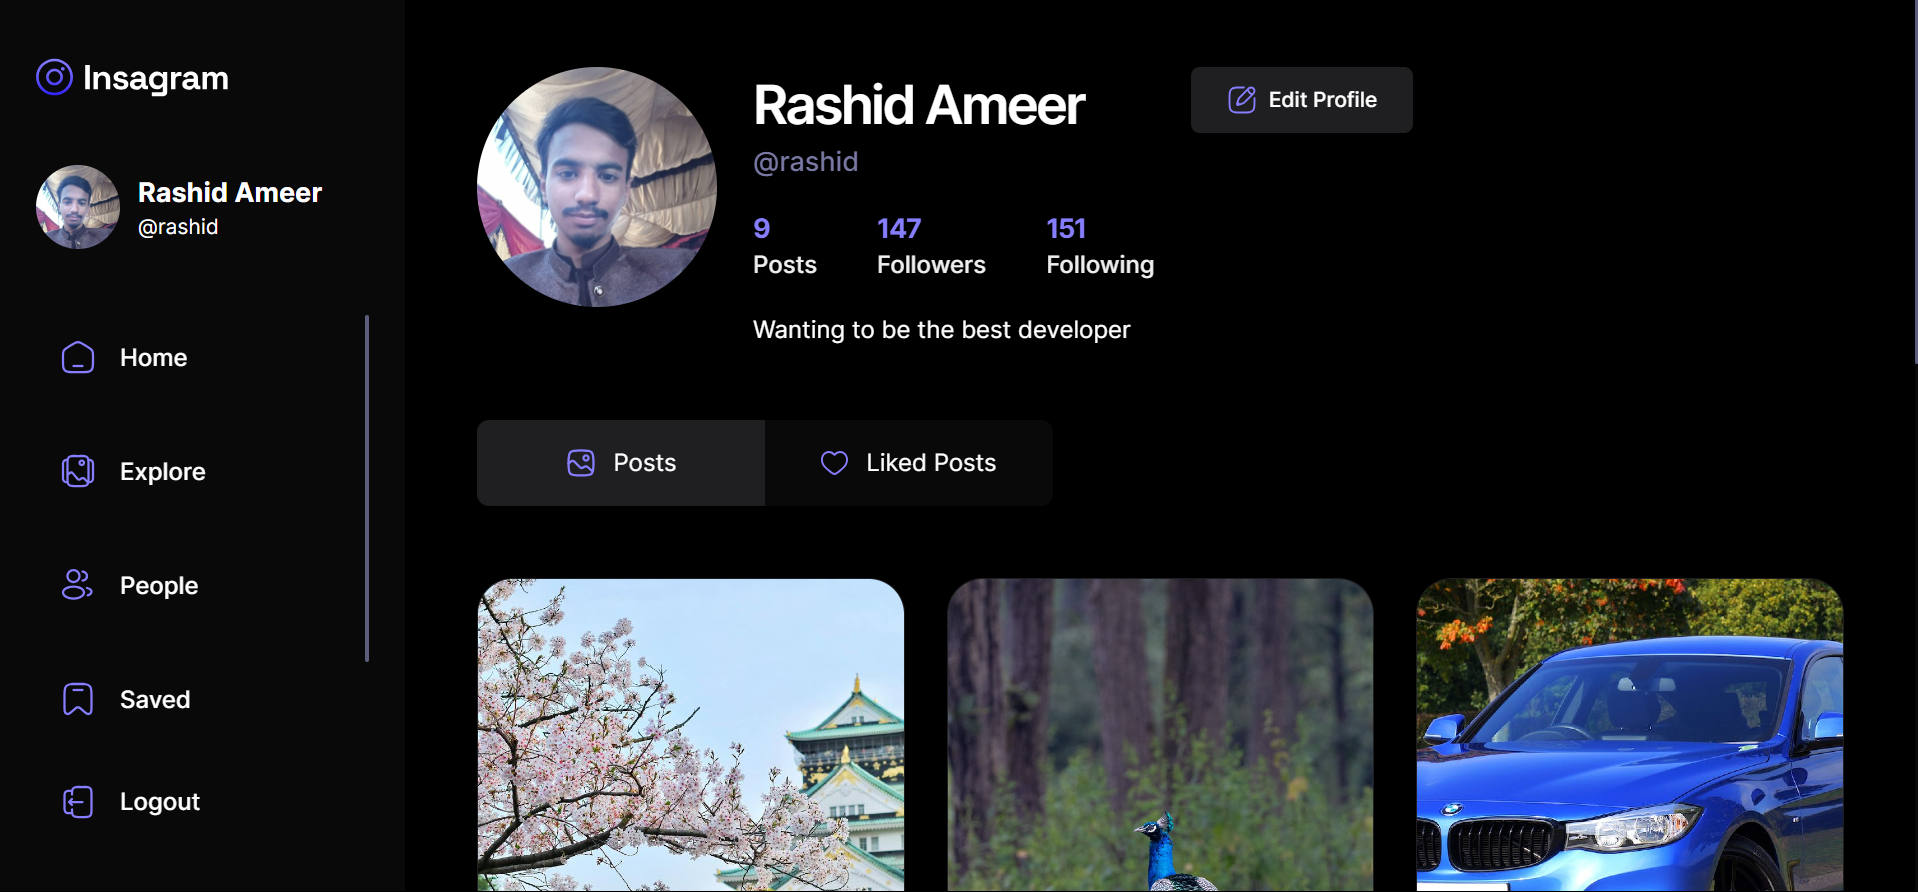 Insagram
Rashid Ameer
@rashid
Home
Explore
People
Saved
Logout
Rashid Ameer
@rashid
Edit Profile
9 147 151
Posts Followers Following
Wanting to be the best developer
Posts Liked Posts